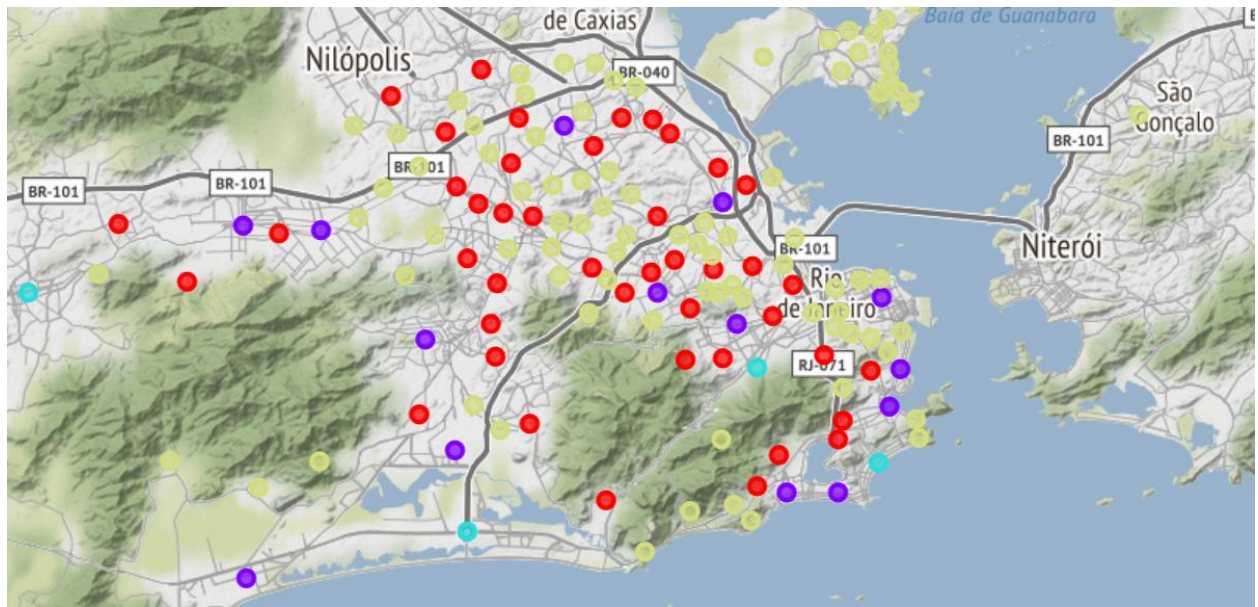 de Caxias
Baía de Guanabara
Nilópolis
BR-040
São
Gonçalo
BR-101
BR-101
BR-101
BR-101
BR-101
Niterói
Rio
de Janeiro
RJ-071